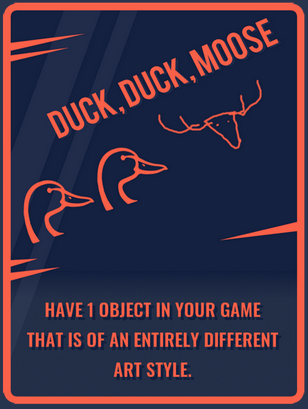 DUCK, DUCK, MOOSE
HAVE 1 OBJECT IN YOUR GAME
THAT IS OF AN ENTIRELY DIFFERENT
ART STYLE.